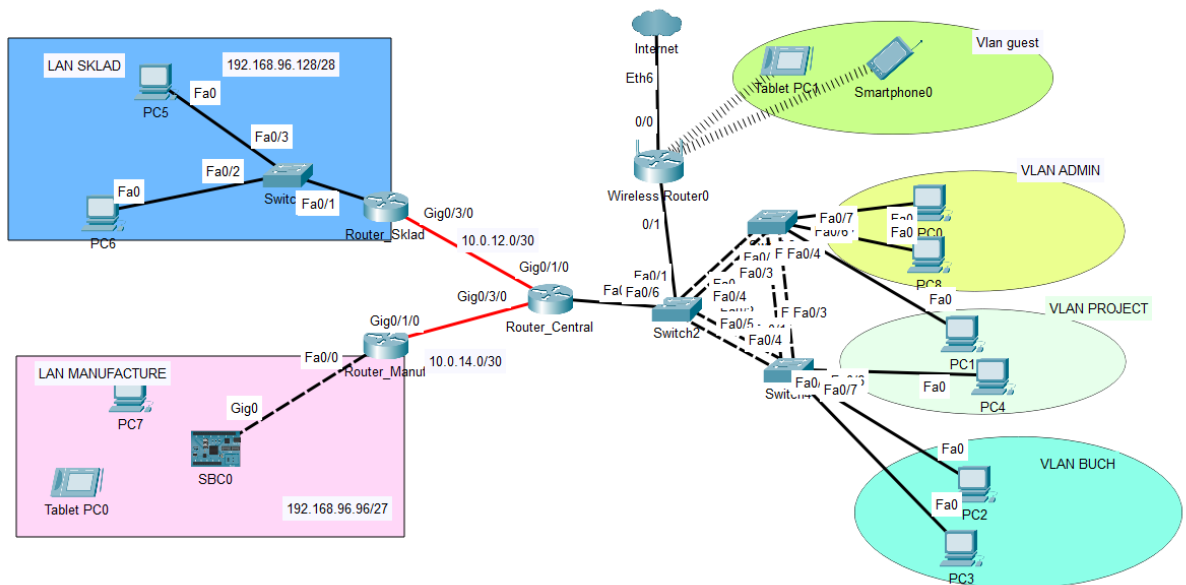 Internet
Eth6
0/0
Wireless Router0
0/1
Vlan guest
Tablet PC1
Smartphone0
LAN SKLAD
192.168.96.128/28
PC5
Fa0
Fa0/3
Fa0/2
Fa0
PC6
Fa0/1
Router_Sklad
Gig0/3/0
10.0.12.0/30
Gig0/1/0
Gig0/3/0
Router_Central
Gig0/1/0
Fa0/0
10.0.14.0/30
LAN MANUFACTURE
PC7
Gig0
SBC0
Tablet PC0
192.168.96.96/27
Fa0/1
Fa0/6
Switch2
Fa0/4
Fa0/5
Fa0/4
Fa0/3
Fa0/4
Fa0/3
VLAN ADMIN
Fa0/7
PC0
Fa0
PC8
VLAN PROJECT
Fa0
PC1
Fa0
PC4
Fa0/7
VLAN BUCH
Fa0
PC2
Fa0
PC3